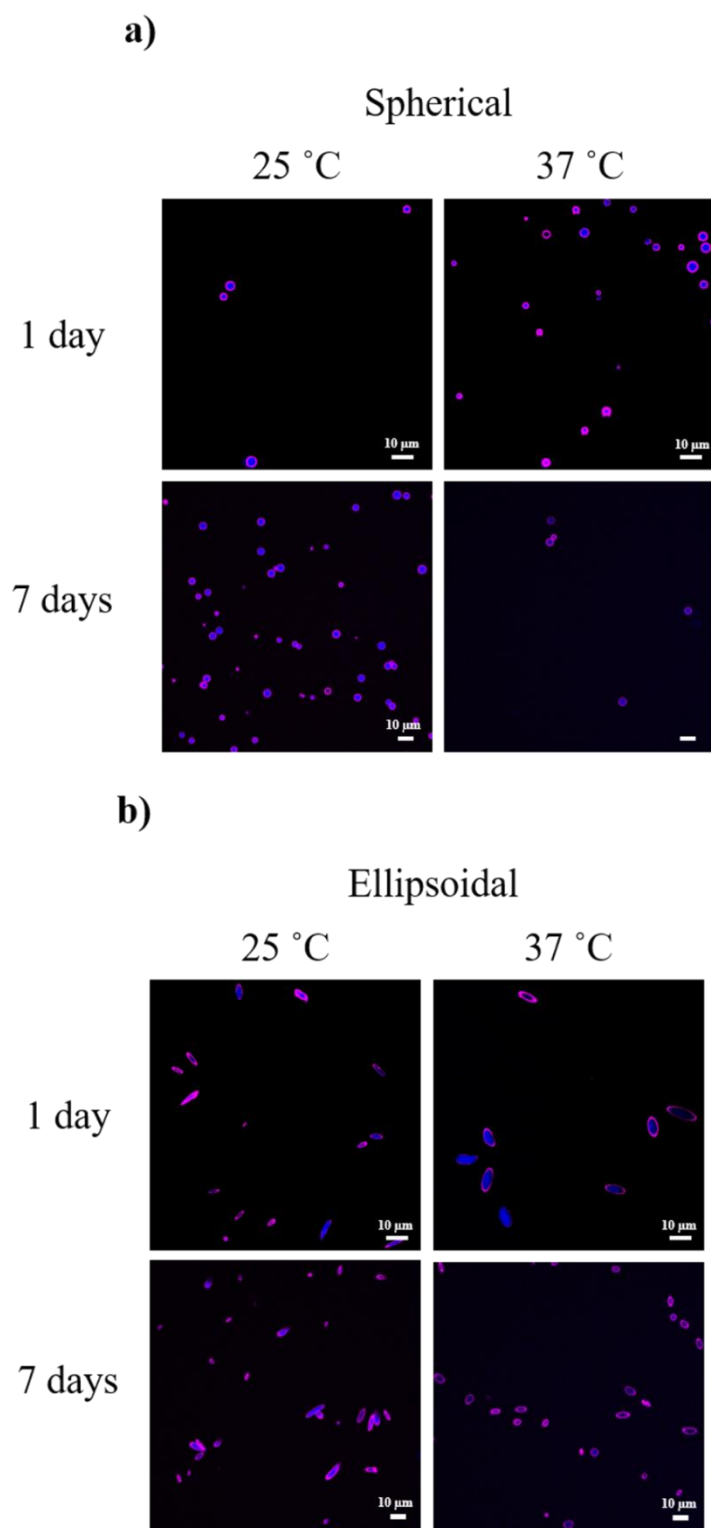 a)
Spherical
25 ˚C 37 ˚C
1 day
10 µm 10 µm
7 days
10 µm
b)
Ellipsoidal
25 ˚C 37 ˚C
1 day
10 µm 10 µm
7 days
10 µm 10 µm